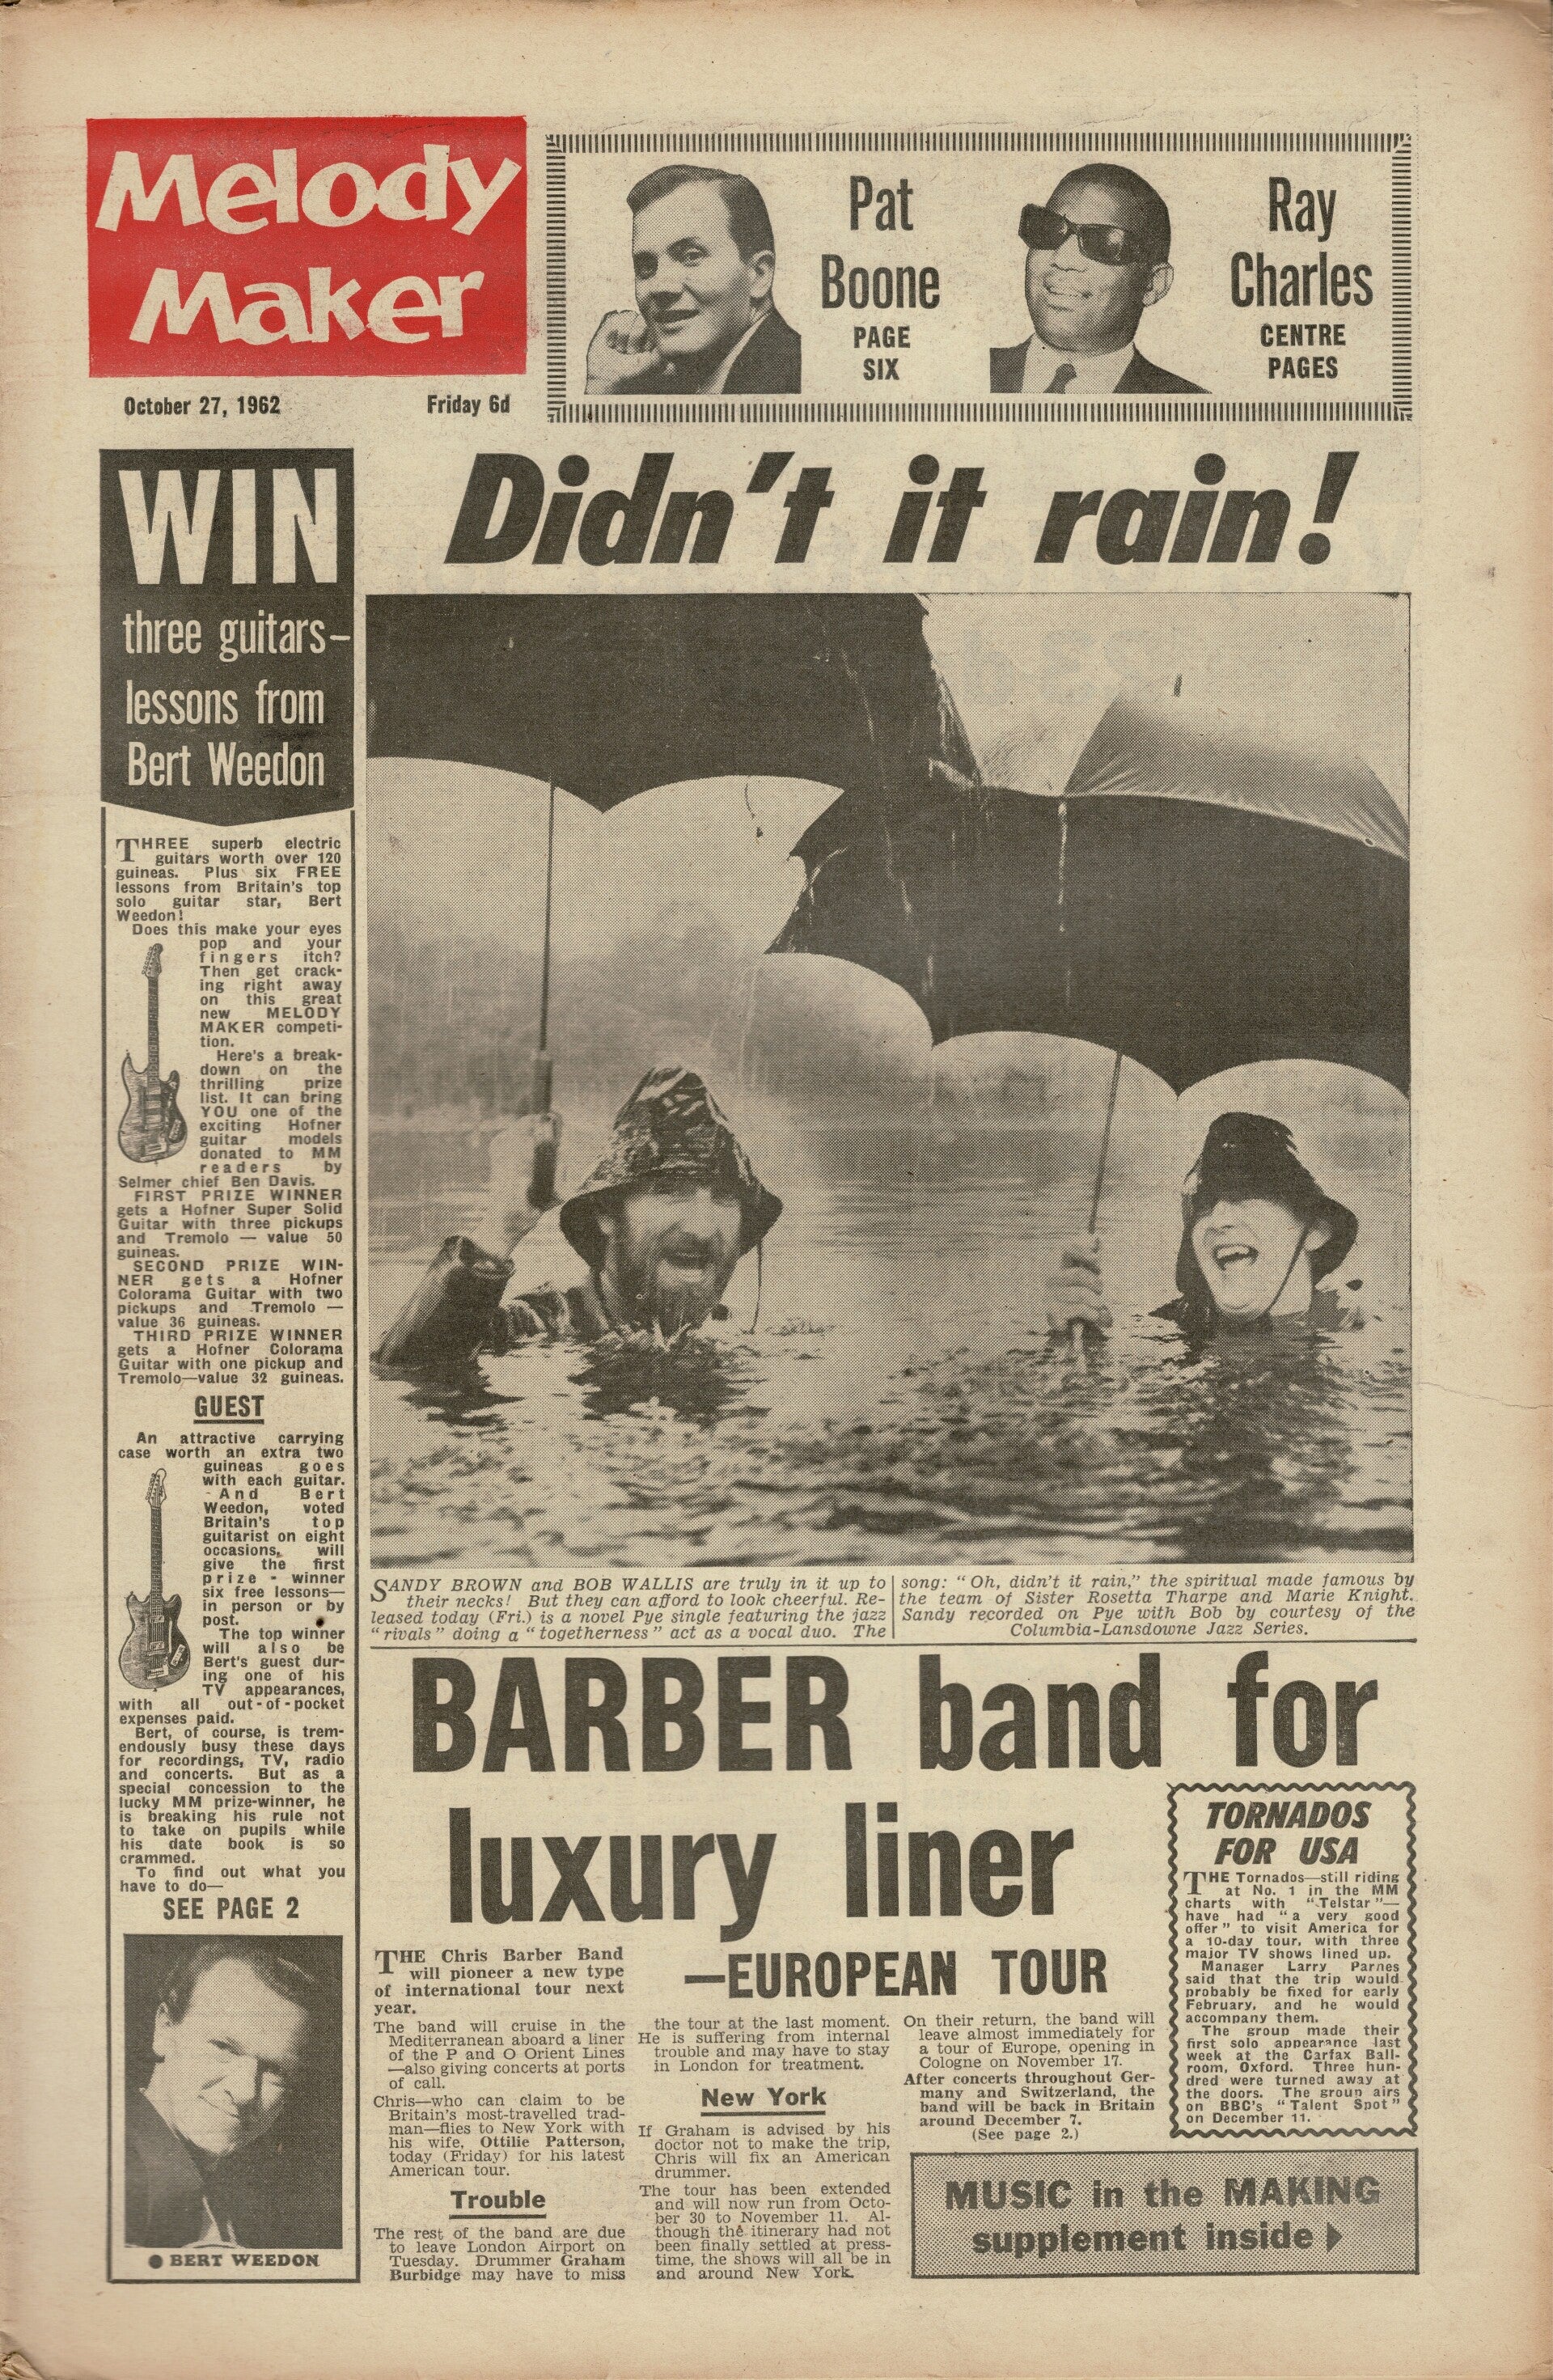 Melody
Maker
October 27, 1962 Friday 6d
Pat
Boone
PAGE
SIX
Ray
Charles
CENTRE
PAGES
WIN
three guitars—
lessons from
Bert Weedon
THREE superb electric
guitars worth over 120
guineas. Plus six FREE
lessons from Britain's top
solo guitar star, Bert
Weedon!
Does this make your eyes
pop and your
fingers itch?
Then get crack-
ing right away
on this great
new MELODY
MAKER competi-
tion.
Here's a break-
down on the
thrilling prize
list. It can bring
YOU one of the
exciting Hofner
guitar models
donated to MM
readers by
Selmer chief Ben Davis.
FIRST PRIZE WINNER
gets a Hofner Super Solid
Guitar with three pickups
and Tremolo — value 50
guineas.
SECOND PRIZE WIN-
NER gets a Hofner
Colorama Guitar with two
pickups and Tremolo —
value 36 guineas.
THIRD PRIZE WINNER
gets a Hofner Colorama
Guitar with one pickup and
Tremolo—value 32 guineas.
GUEST
An attractive carrying
case worth an extra two
guineas goes
with each guitar.
And Bert
Weedon, voted
Britain's top
guitarist on eight
occasions, will
give the first
prize - winner
six free lessons—
in person or by
post.
The top winner
will also be
Bert's guest dur-
ing one of his
TV appearances,
with all out-of-pocket
expenses paid.
Bert, of course, is trem-
endously busy these days
for recordings, TV, radio
and concerts. But as a
special concession to the
lucky MM prize-winner, he
is breaking his rule not
to take on pupils while
his date book is so
crammed.
To find out what you
have to do—
SEE PAGE 2
● BERT WEEDON
Didn't it rain!
SANDY BROWN and BOB WALLIS are truly in it up to
their necks! But they can afford to look cheerful. Re-
leased today (Fri.) is a novel Pye single featuring the jazz
"rivals" doing a "togetherness" act as a vocal duo. The
song: "Oh, didn't it rain," the spiritual made famous by
the team of Sister Rosetta Tharpe and Marie Knight.
Sandy recorded on Pye with Bob by courtesy of the
Columbia-Lansdowne Jazz Series.
BARBER band for
luxury liner
—EUROPEAN TOUR
THE Chris Barber Band
will pioneer a new type
of international tour next
year.
The band will cruise in the
Mediterranean aboard a liner
of the P and O Orient Lines
—also giving concerts at ports
of call.
Chris—who can claim to be
Britain's most-travelled trad-
man—flies to New York with
his wife, Ottilie Patterson,
today (Friday) for his latest
American tour.
Trouble
The rest of the band are due
to leave London Airport on
Tuesday. Drummer Graham
Burbidge may have to miss
the tour at the last moment.
He is suffering from internal
trouble and may have to stay
in London for treatment.
New York
If Graham is advised by his
doctor not to make the trip,
Chris will fix an American
drummer.
The tour has been extended
and will now run from Octo-
ber 30 to November 11. Al-
though the itinerary had not
been finally settled at press-
time, the shows will all be in
and around New York.
On their return, the band will
leave almost immediately for
a tour of Europe, opening in
Cologne on November 17.
After concerts throughout Ger-
many and Switzerland, the
band will be back in Britain
around December 7.
(See page 2.)
TORNADOS
FOR USA
THE Tornados—still riding
at No. 1 in the MM
charts with "Telstar"—
have had "a very good
offer" to visit America for
a 10-day tour, with three
major TV shows lined up.
Manager Larry Parnes
said that the trip would
probably be fixed for early
February, and he would
accompany them.
The group made their
first solo appearance last
week at the Carfax Ball-
room, Oxford. Three hun-
dred were turned away at
the doors. The group airs
on BBC's "Talent Spot"
on December 11.
MUSIC in the MAKING
supplement inside